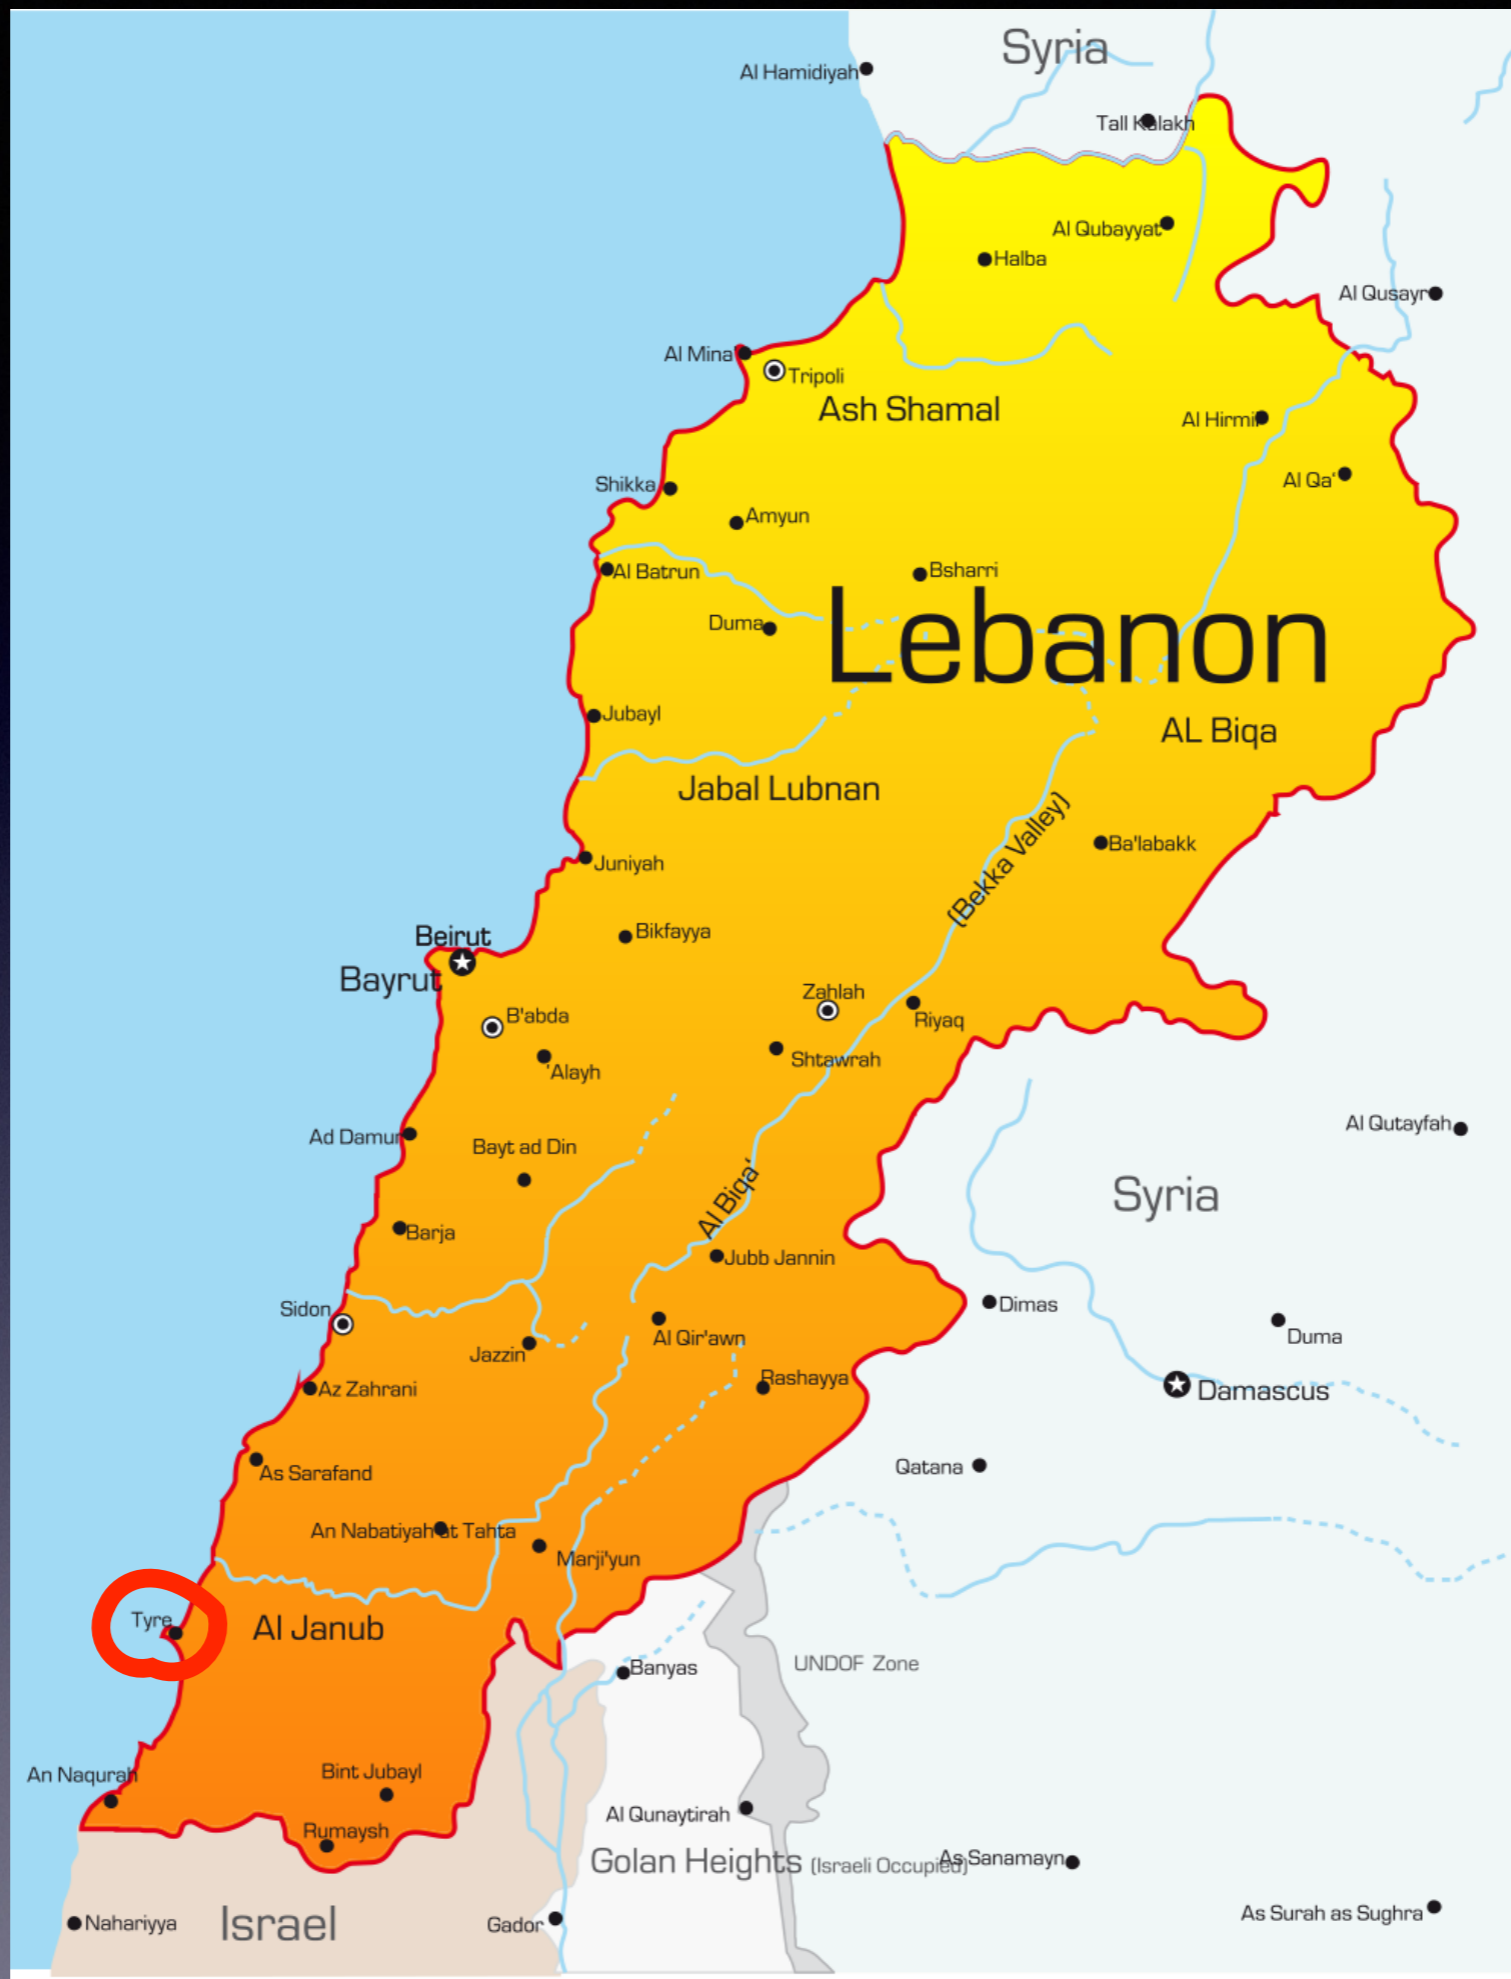 Syria
Al Hamidiyah
Tall Kalakh
Al Qubayyat
Halba
Al Qusayr
Al Mina
Tripoli
Ash Shamal
Al Hirmil
Al Qa'
Shikka
Amyun
Al Batrun
Bsharri
Duma
Lebanon
Jubayl
AL Biqa
Jabal Lubnan
(Bekka Valley)
Ba'labakk
Juniyah
Bikfayya
Beirut
Bayrut
Zahlah
B'abda
Riyaq
Shtawrah
'Alayh
Ad Damur
Bayt ad Din
Al Qutayfah
Al Biqa'
Syria
Barja
Jubb Jannin
Sidon
Dimas
Al Qir'awn
Duma
Jazzin
Rashayya
Az Zahrani
Damascus
As Sarafand
Qatana
An Nabatiyah at Tahta
Marji'yun
Tyre
Al Janub
Banyas
UNDOF Zone
An Naqurah
Bint Jubayl
Al Qunaytirah
Rumaysh
Golan Heights (Israeli Occupied)
As Sanamayn
Nahariyya
Israel
Gador
As Surah as Sughra